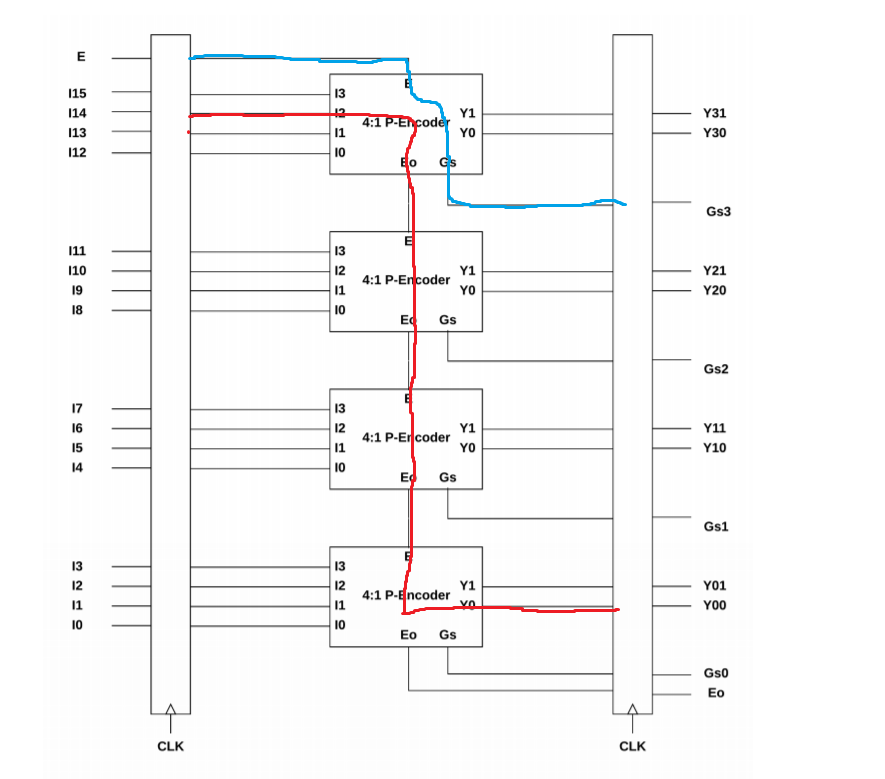 E
E
I15 I3
I14 I2 Y1 Y31
4:1 P-Encoder
I13 I1 Y0 Y30
I12 I0
Eo Gs
Gs3
E
I11 I3
I10 I2 Y1 Y21
4:1 P-Encoder
I9 I1 Y0 Y20
I8 I0
Eo Gs
Gs2
E
I7 I3
I6 I2 Y1 Y11
4:1 P-Encoder
I5 I1 Y0 Y10
I4 I0
Eo Gs
Gs1
E
I3 I3
I2 I2 Y1 Y01
4:1 P-Encoder
I1 I1 Y0 Y00
I0 I0
Eo Gs
Gs0
Eo
CLK CLK